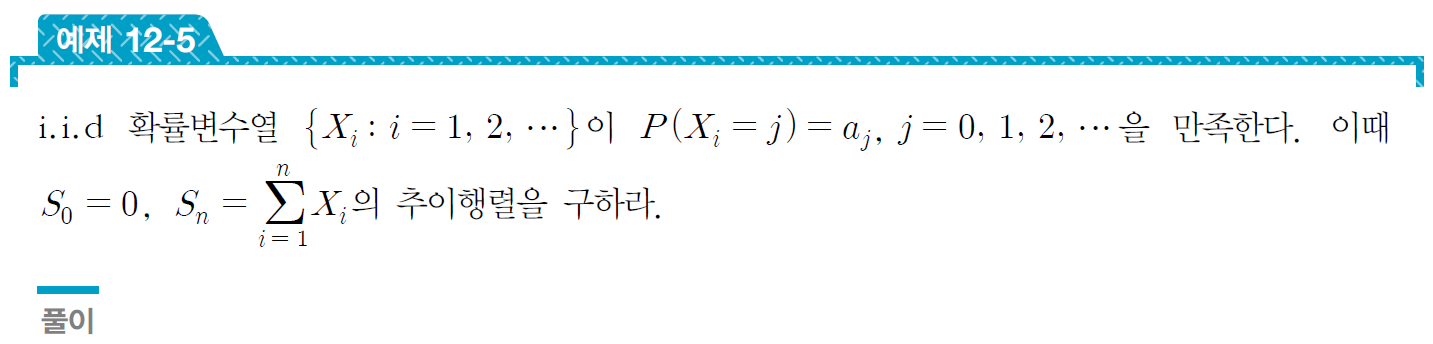 예제 12-5
i.i.d 확률변수열 {X_i : i = 1, 2, ⋯}이 P(X_i = j) = a_j, j = 0, 1, 2, ⋯을 만족한다. 이때
S_0 = 0, S_n = \sum_{i=1}^{n} X_i의 추이행렬을 구하라.
풀이